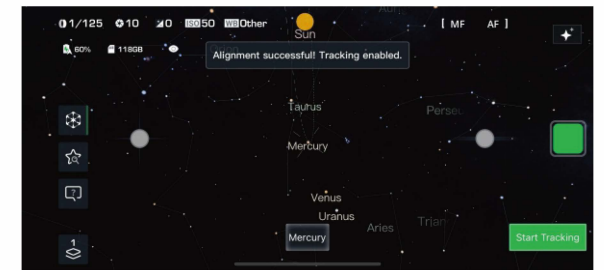 1/125 10 0 ISO 50 WB Other [ MF AF ]
Sun
60% 118GB
Alignment successful! Tracking enabled.
Taurus
Perseu
Mercury
Venus
Uranus
Aries Trian
Mercury
Start Tracking
1